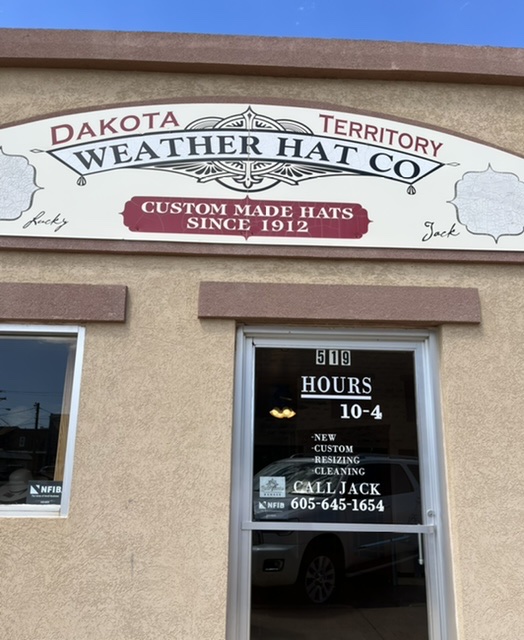 DAKOTA TERRITORY
WEATHER HAT CO
CUSTOM MADE HATS
SINCE 1912
Lucky
Jack
519
HOURS
10-4
·NEW
·CUSTOM
·RESIZING
·CLEANING
CALL JACK
NFIB 605-645-1654
NFIB